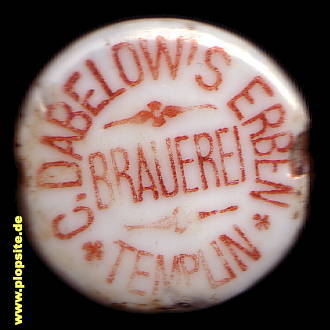 C. DABELOW'S ERBEN
BRAUEREI
* TEMPLIN *
www.plopsite.de